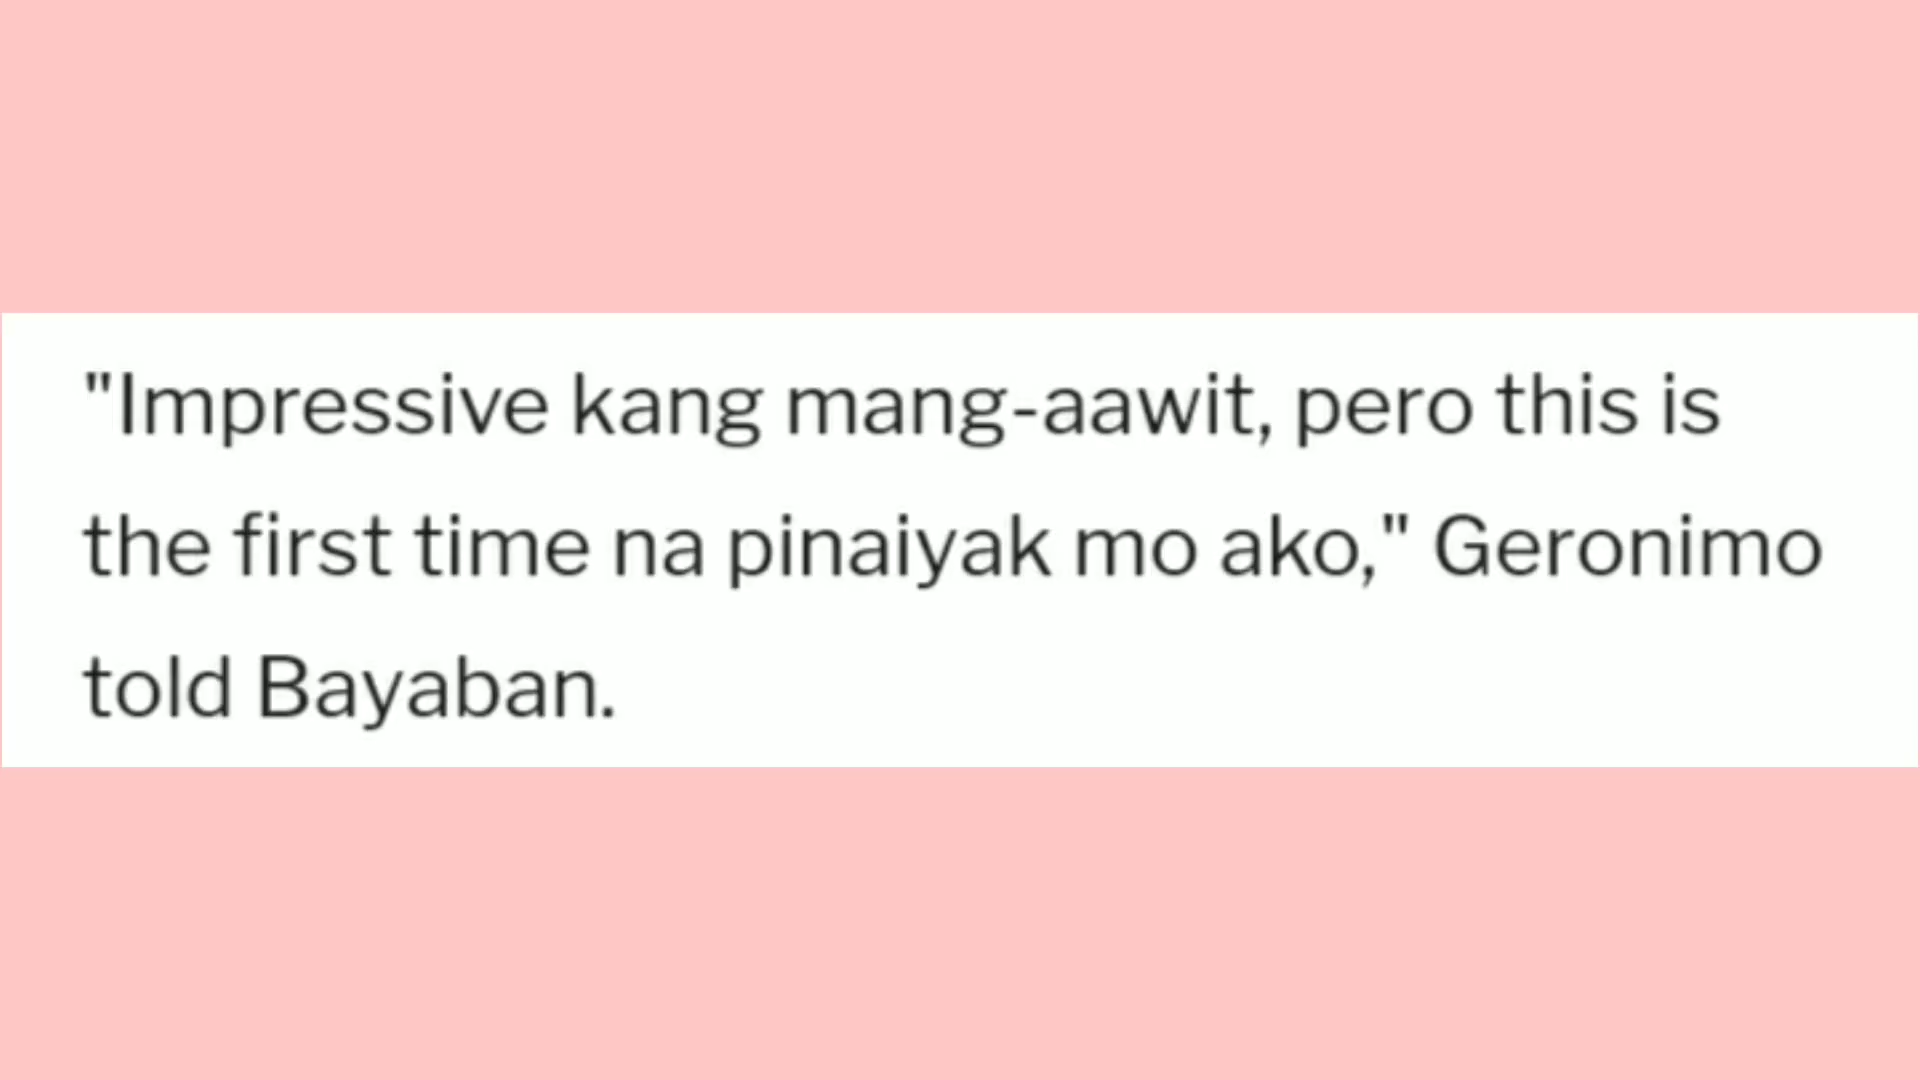 "Impressive kang mang-aawit, pero this is
the first time na pinaiyak mo ako," Geronimo
told Bayaban.